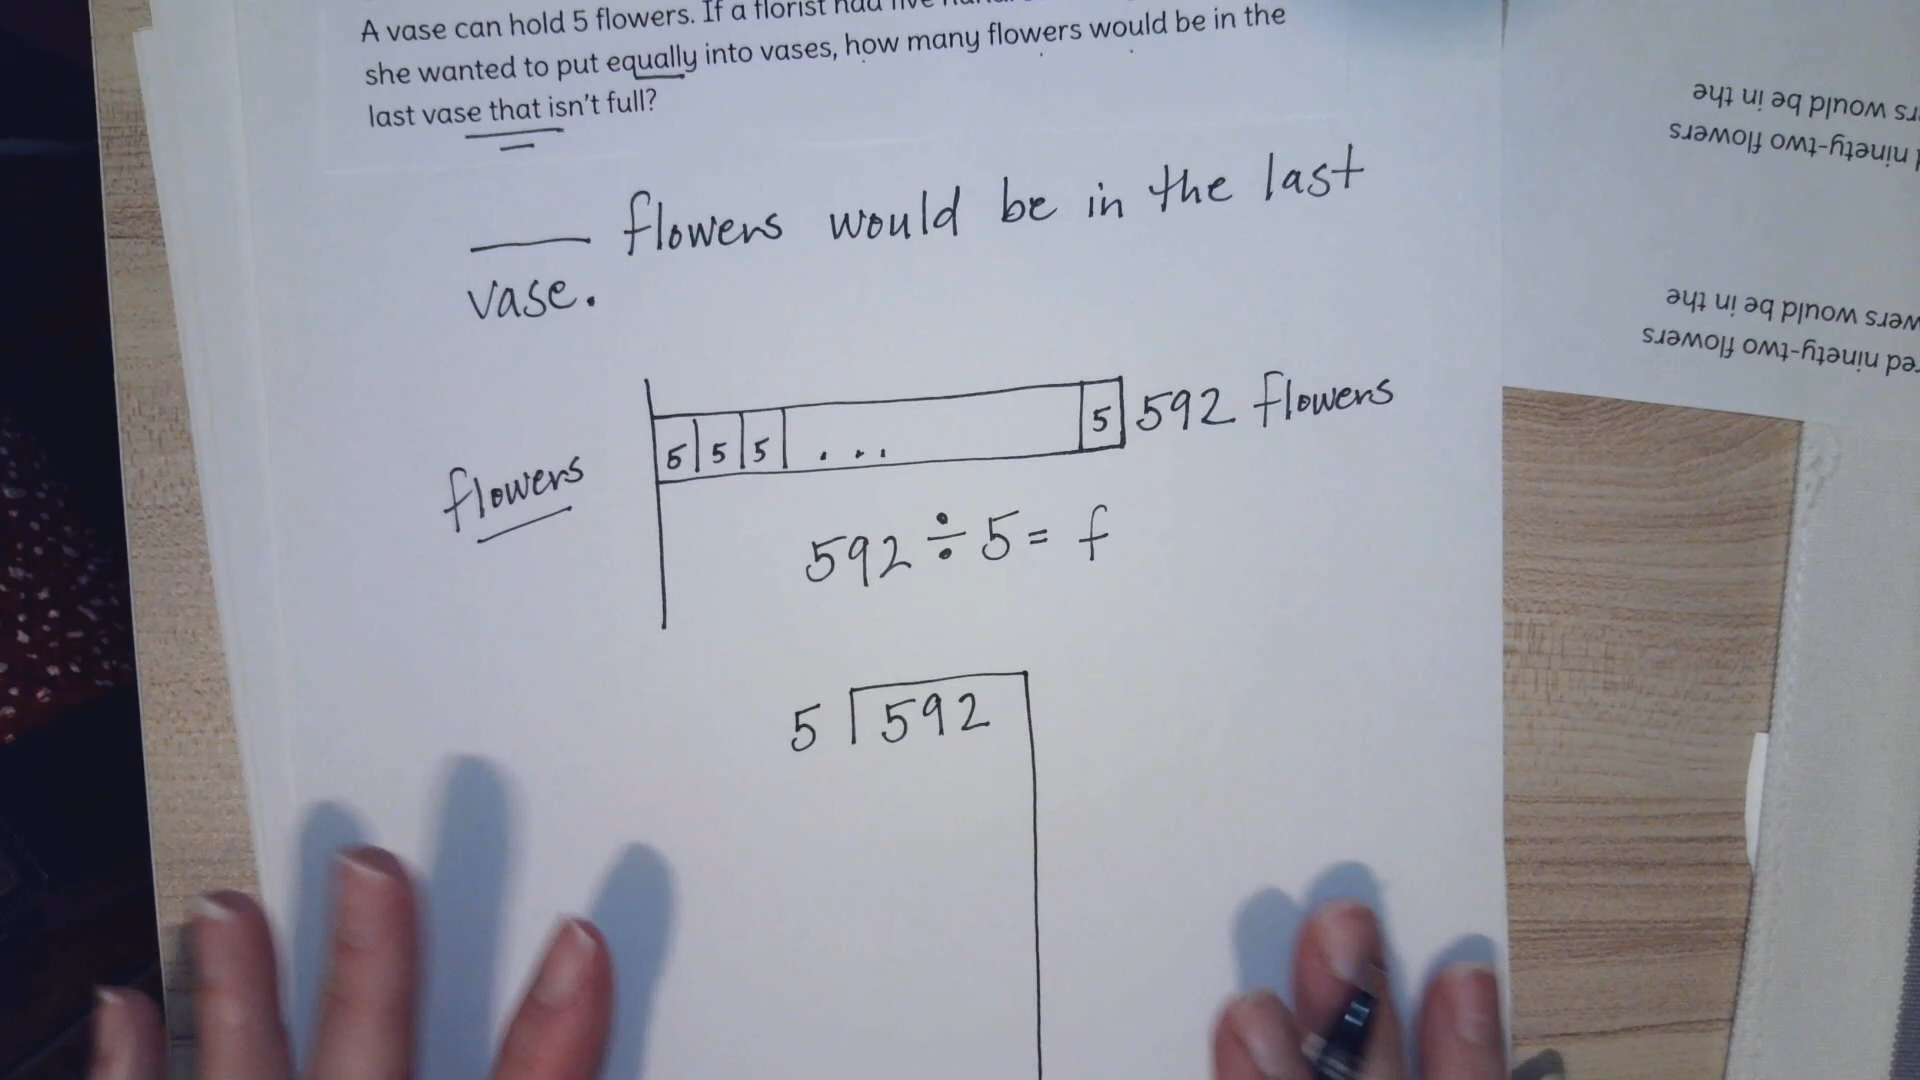 A vase can hold 5 flowers. If a florist had five
she wanted to put equally into vases, how many flowers would be in the
last vase that isn't full?
____ flowers would be in the last
vase.
5 5 5 ... 5 592 flowers
flowers
592 ÷ 5 = f
5 592
would be in the
ninety-two flowers
would be in the
ninety-two flowers